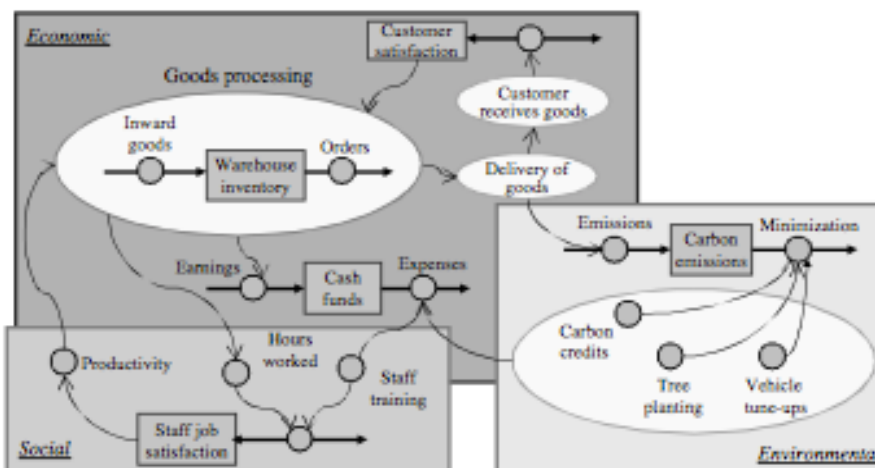 Economic
Customer
satisfaction
Goods processing
Customer
receives goods
Inward
goods
Orders
Warehouse
inventory
Delivery of
goods
Emissions
Minimization
Carbon
emissions
Earnings
Expenses
Cash
funds
Carbon
credits
Hours
worked
Productivity
Staff
training
Tree
planting
Vehicle
tune-ups
Staff job
satisfaction
Social
Environmenta